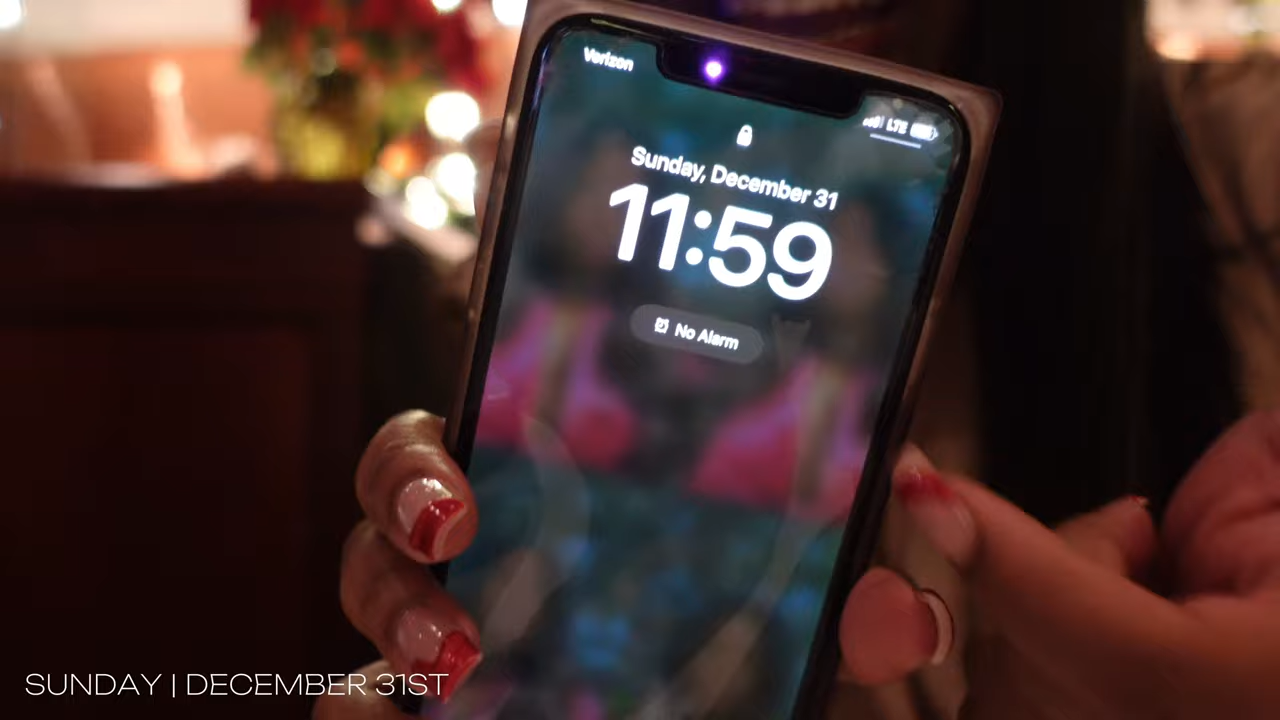 Verizon
LTE
Sunday, December 31
11:59
No Alarm
SUNDAY | DECEMBER 31ST